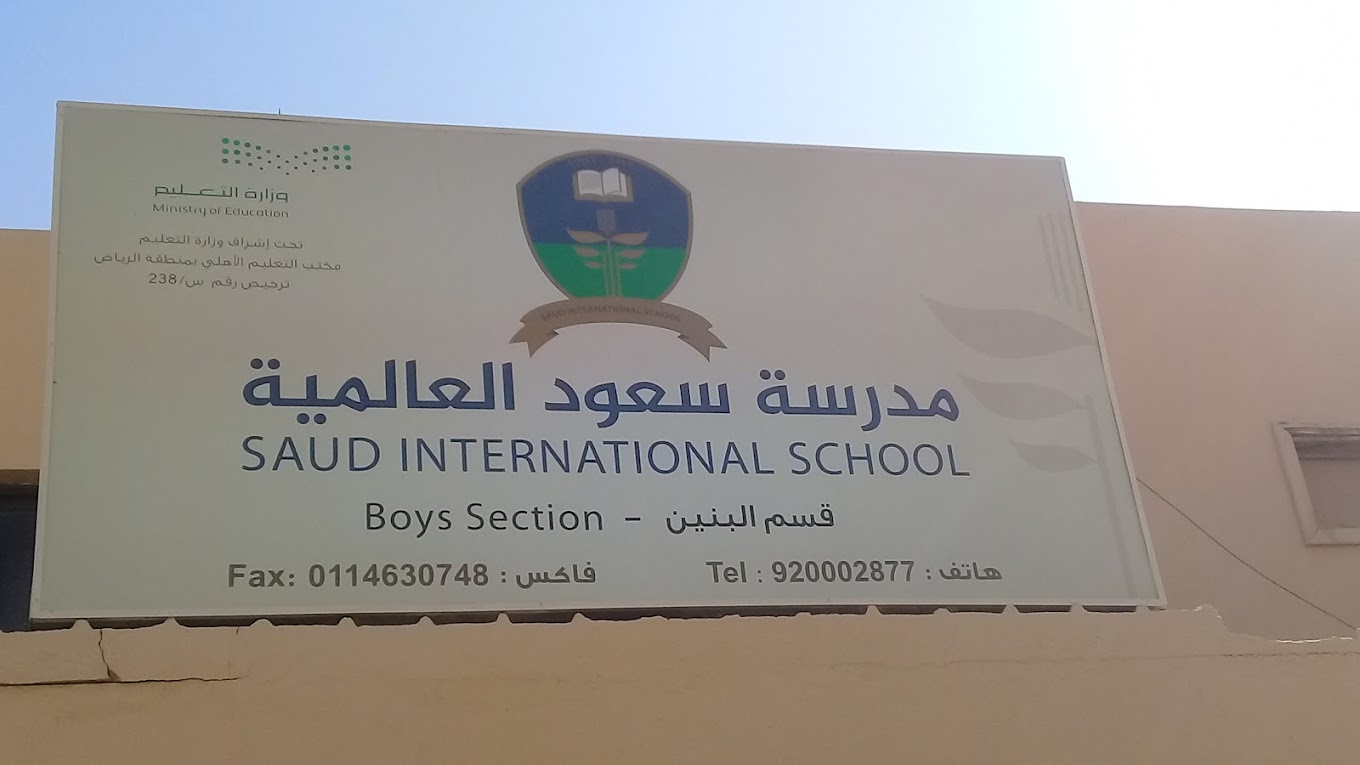 وزارة التعليم
Ministry of Education
تحت إشراف وزارة التعليم
مكتب التعليم الأهلي بمنطقة الرياض
ترخيص رقم س/238
SAUD INTERNATIONAL SCHOOL
مدرسة سعود العالمية
SAUD INTERNATIONAL SCHOOL
Boys Section - قسم البنين
Fax: 0114630748 : فاكس
Tel : 920002877 : هاتف